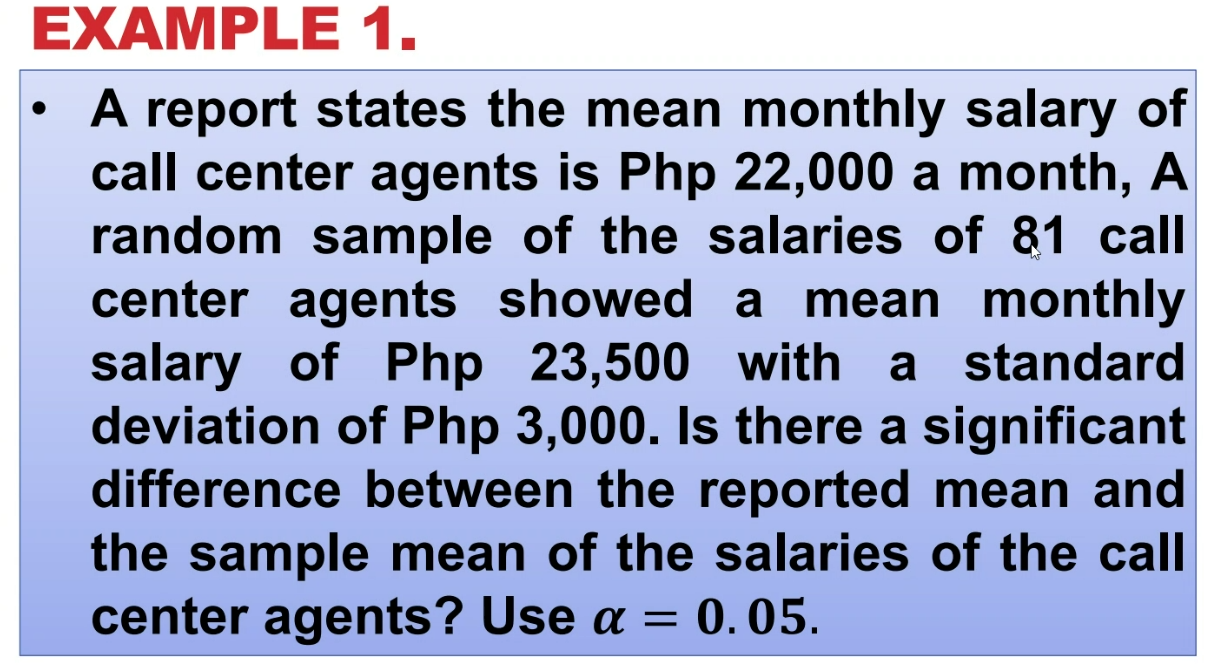 EXAMPLE 1.
• A report states the mean monthly salary of
call center agents is Php 22,000 a month, A
random sample of the salaries of 81 call
center agents showed a mean monthly
salary of Php 23,500 with a standard
deviation of Php 3,000. Is there a significant
difference between the reported mean and
the sample mean of the salaries of the call
center agents? Use α = 0.05.